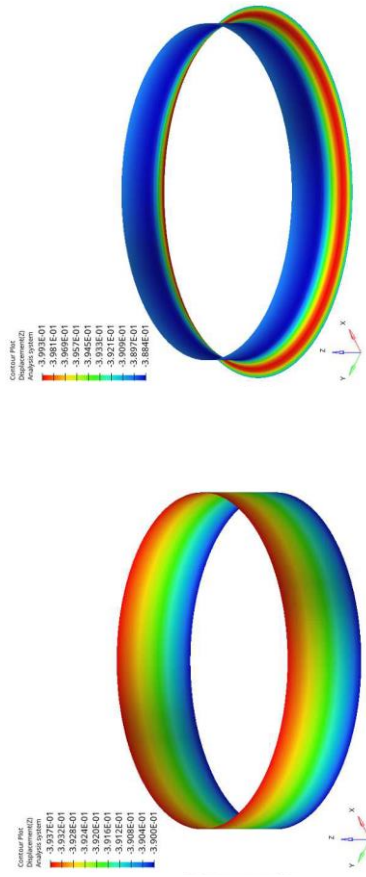 Contour Plot
Displacement(Z)
Analysis system
-3.993E-01
-3.981E-01
-3.969E-01
-3.957E-01
-3.945E-01
-3.933E-01
-3.921E-01
-3.909E-01
-3.897E-01
-3.884E-01
Z
X
Y
Contour Plot
Displacement(Z)
Analysis system
-3.937E-01
-3.932E-01
-3.928E-01
-3.924E-01
-3.920E-01
-3.916E-01
-3.912E-01
-3.908E-01
-3.904E-01
-3.900E-01
Z
X
Y